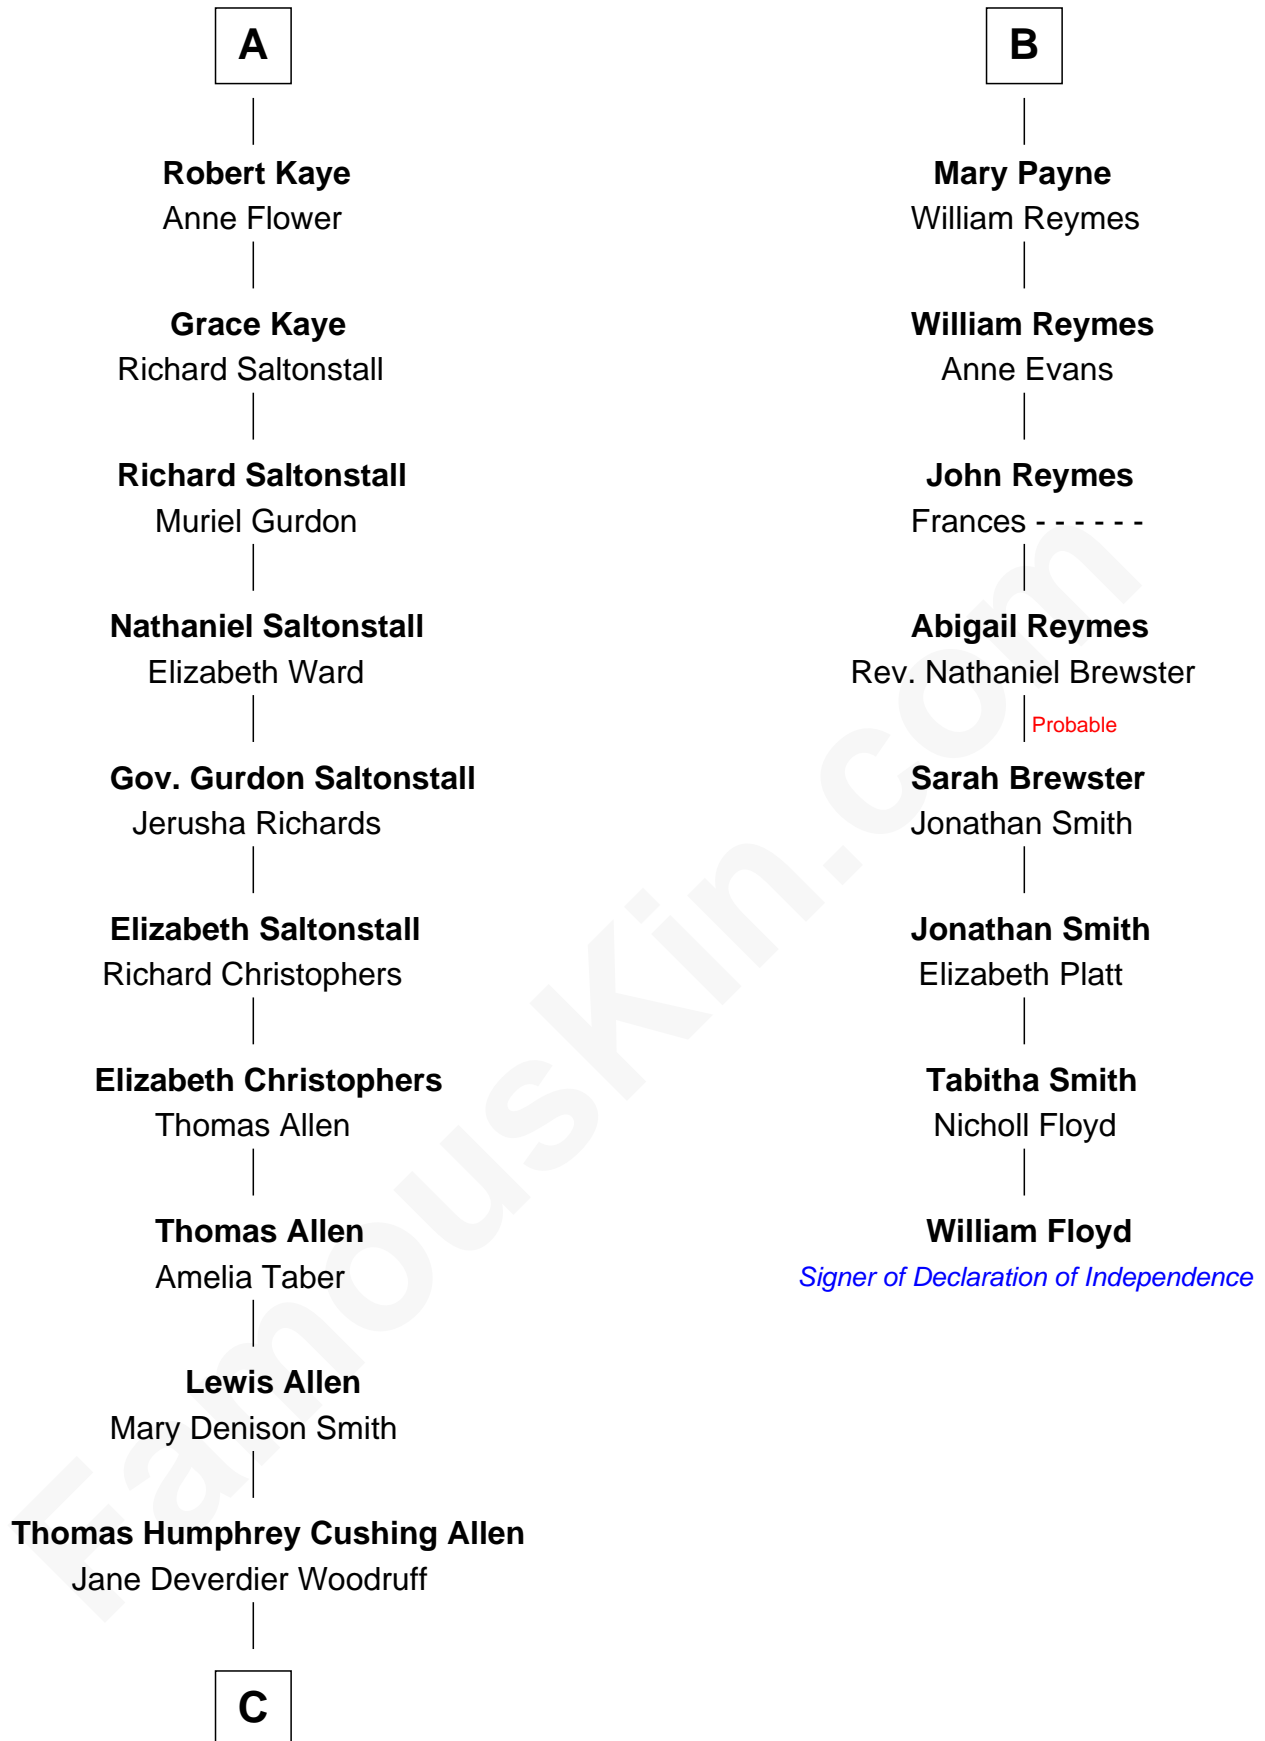 A
Robert Kaye
Anne Flower
Grace Kaye
Richard Saltonstall
Richard Saltonstall
Muriel Gurdon
Nathaniel Saltonstall
Elizabeth Ward
Gov. Gurdon Saltonstall
Jerusha Richards
Elizabeth Saltonstall
Richard Christophers
Elizabeth Christophers
Thomas Allen
Thomas Allen
Amelia Taber
Lewis Allen
Mary Denison Smith
Thomas Humphrey Cushing Allen
Jane Deverdier Woodruff
C
B
Mary Payne
William Reymes
William Reymes
Anne Evans
John Reymes
Frances - - - - - -
Abigail Reymes
Rev. Nathaniel Brewster
Probable
Sarah Brewster
Jonathan Smith
Jonathan Smith
Elizabeth Platt
Tabitha Smith
Nicholl Floyd
William Floyd
Signer of Declaration of Independence
FamousKin.com